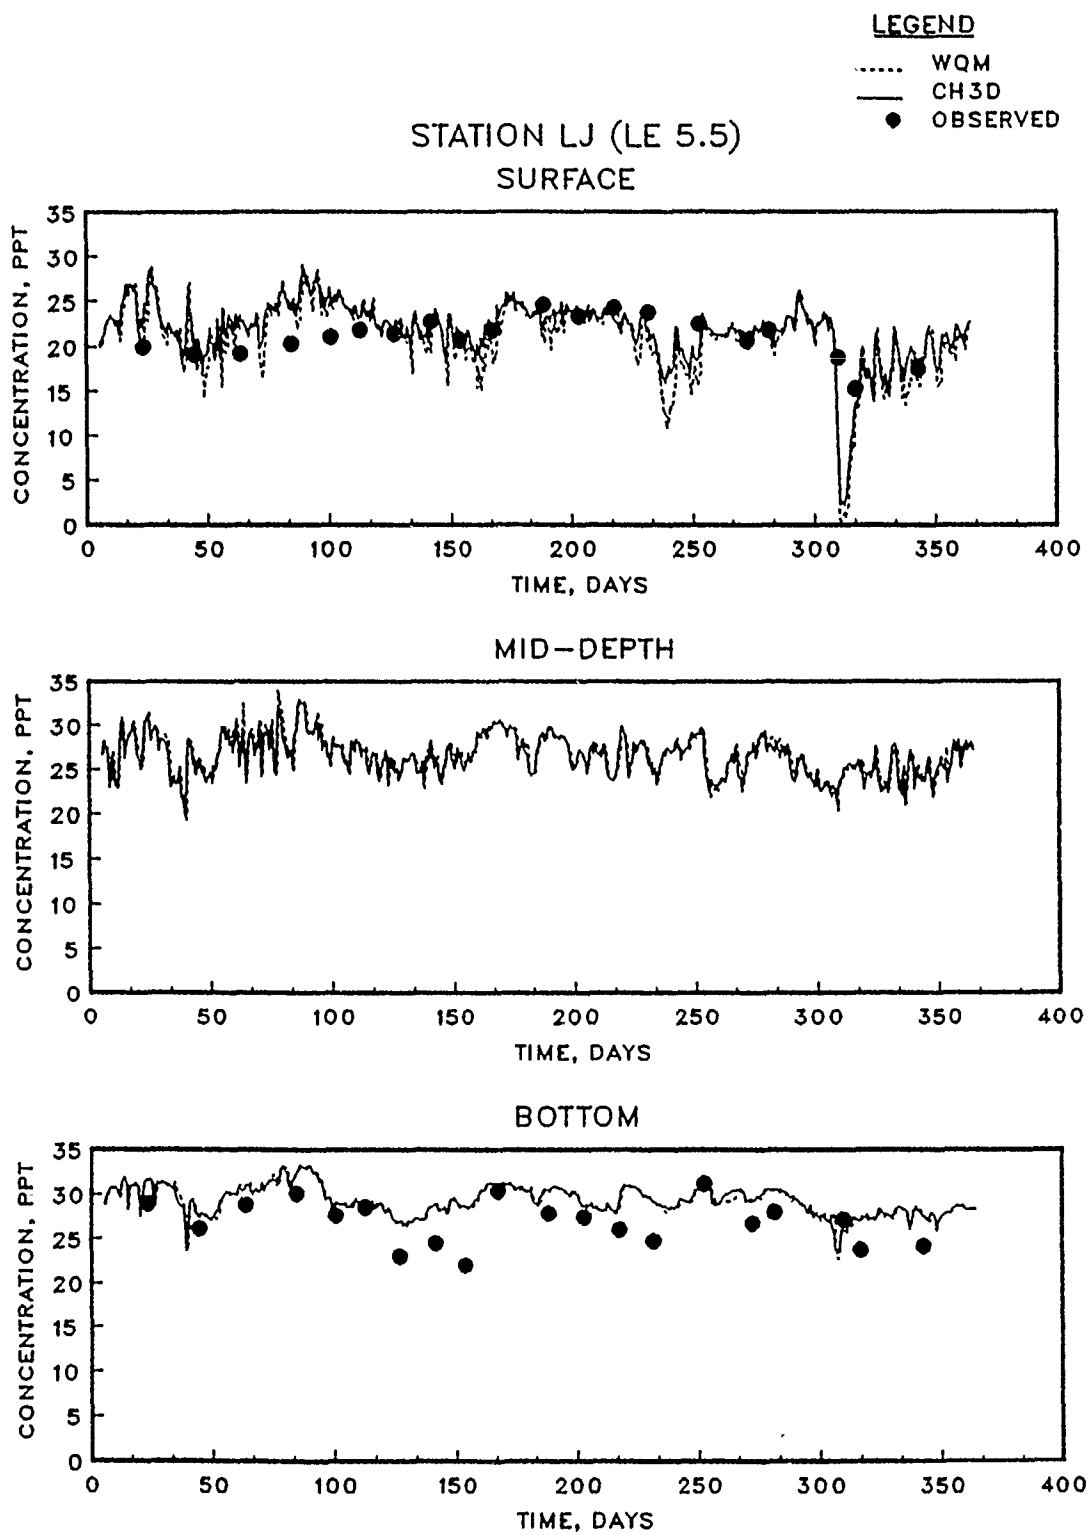 LEGEND
WQM
CH3D
OBSERVED
STATION LJ (LE 5.5)
SURFACE
CONCENTRATION, PPT
35
30
25
20
15
10
5
0
0 50 100 150 200 250 300 350 400
TIME, DAYS
MID-DEPTH
CONCENTRATION, PPT
35
30
25
20
15
10
5
0
0 50 100 150 200 250 300 350 400
TIME, DAYS
BOTTOM
CONCENTRATION, PPT
35
30
25
20
15
10
5
0
0 50 100 150 200 250 300 350 400
TIME, DAYS